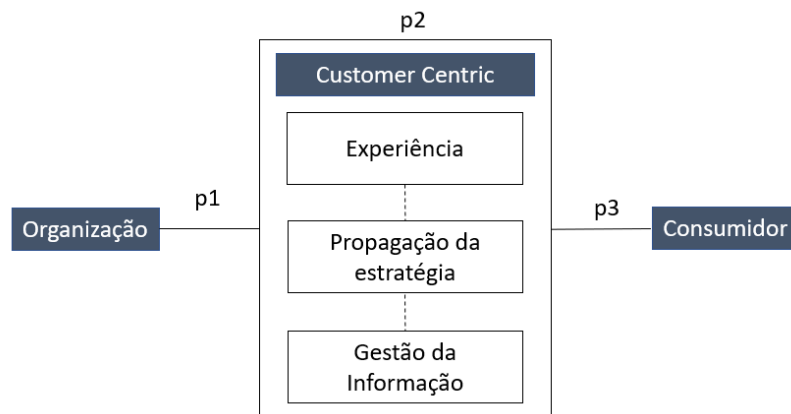 p2
Customer Centric
Experiência
p1
p3
Organização
Propagação da
estratégia
Consumidor
Gestão da
Informação